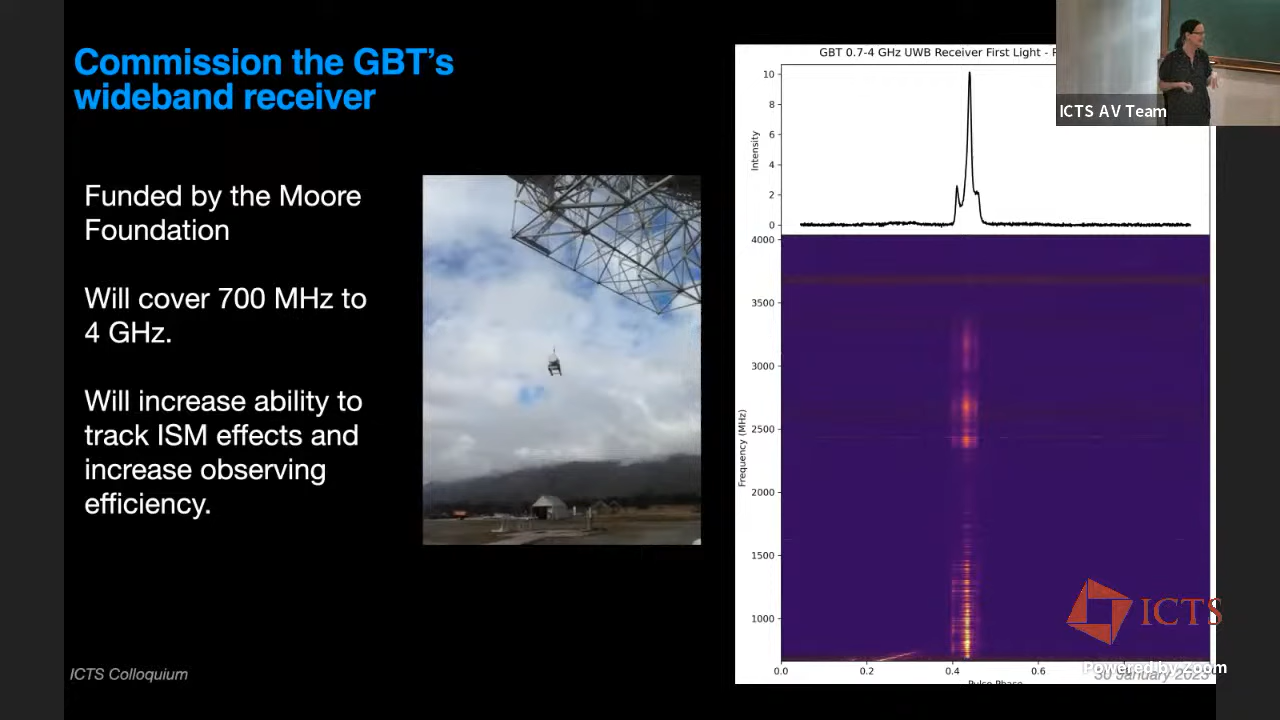 Commission the GBT's
wideband receiver
Funded by the Moore
Foundation
Will cover 700 MHz to
4 GHz.
Will increase ability to
track ISM effects and
increase observing
efficiency.
ICTS Colloquium
GBT 0.7-4 GHz UWB Receiver First Light -
ICTS AV Team
Intensity
10
8
6
4
2
0
Frequency (MHz)
4000
3500
3000
2500
2000
1500
1000
0.0 0.2 0.4 0.6
Pulse Phase
ICTS
Powered by Zoom
30 January 2023